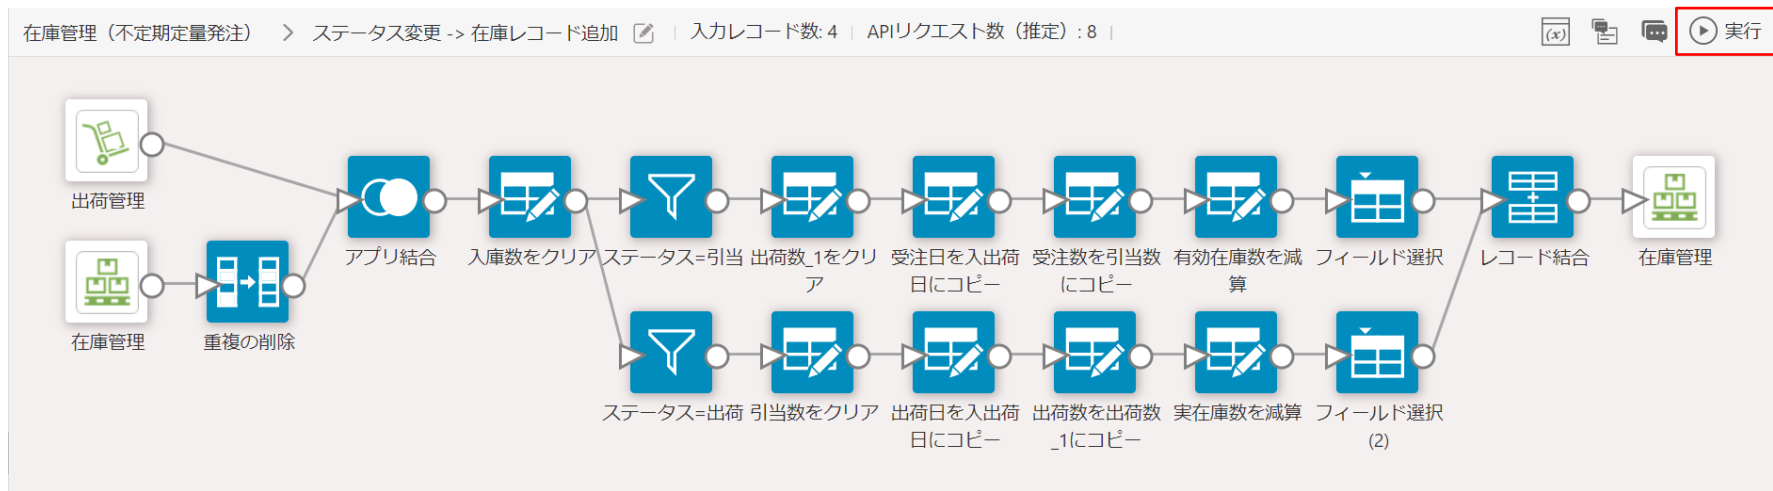 在庫管理（不定期定量発注） > ステータス変更 -> 在庫レコード追加 入力レコード数: 4 APIリクエスト数（推定）: 8 (x) 実行
出荷管理
在庫管理
重複の削除
アプリ結合
入庫数をクリア
ステータス=引当
出荷数_1をクリ
ア
受注日を入出荷
日にコピー
受注数を引当数
にコピー
有効在庫数を減
算
フィールド選択
レコード結合
在庫管理
ステータス=出荷
引当数をクリア
出荷日を入出荷
日にコピー
出荷数を出荷数
_1にコピー
実在庫数を減算
フィールド選択
(2)